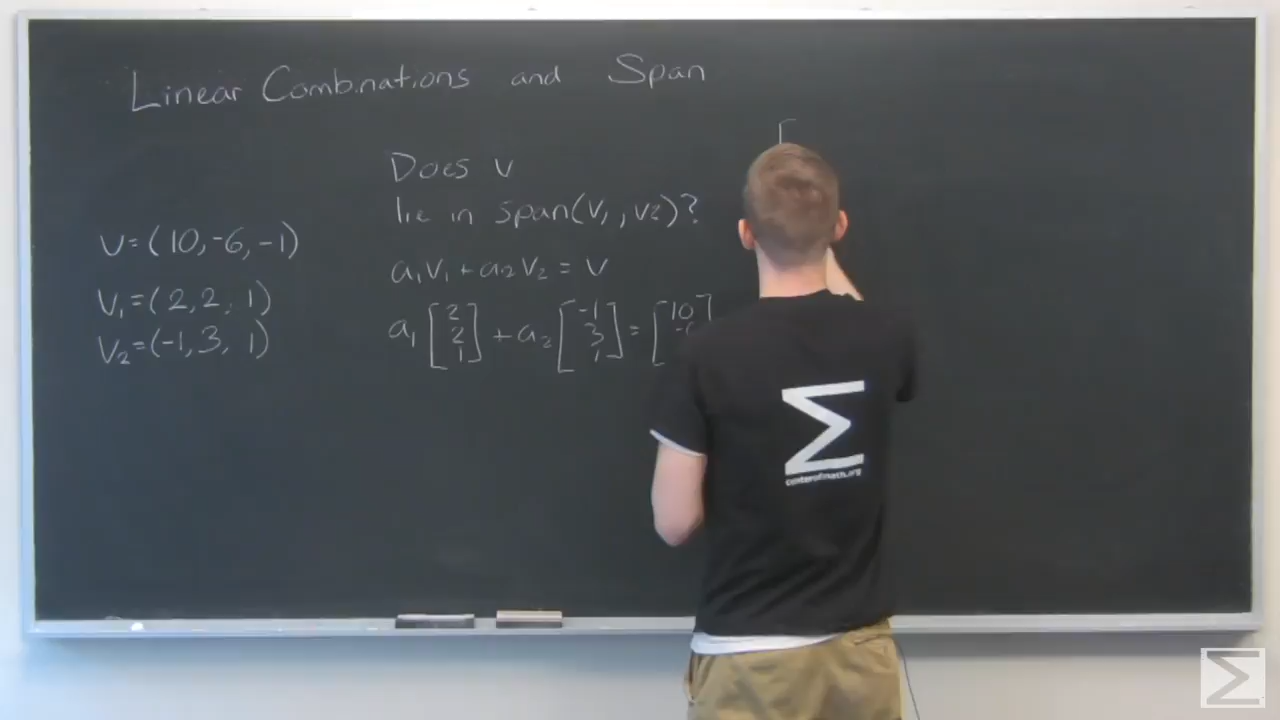 Linear Combinations and Span
Does v
lie in span(v₁, v₂)?
v=(10,-6,-1)
v₁=(2,2, 1)
v₂=(-1,3, 1)
a₁v₁+a₂v₂=v
a₁[2 2 1]+a₂[-1 3 1]=[10
Σ
centerofmath.org
Σ